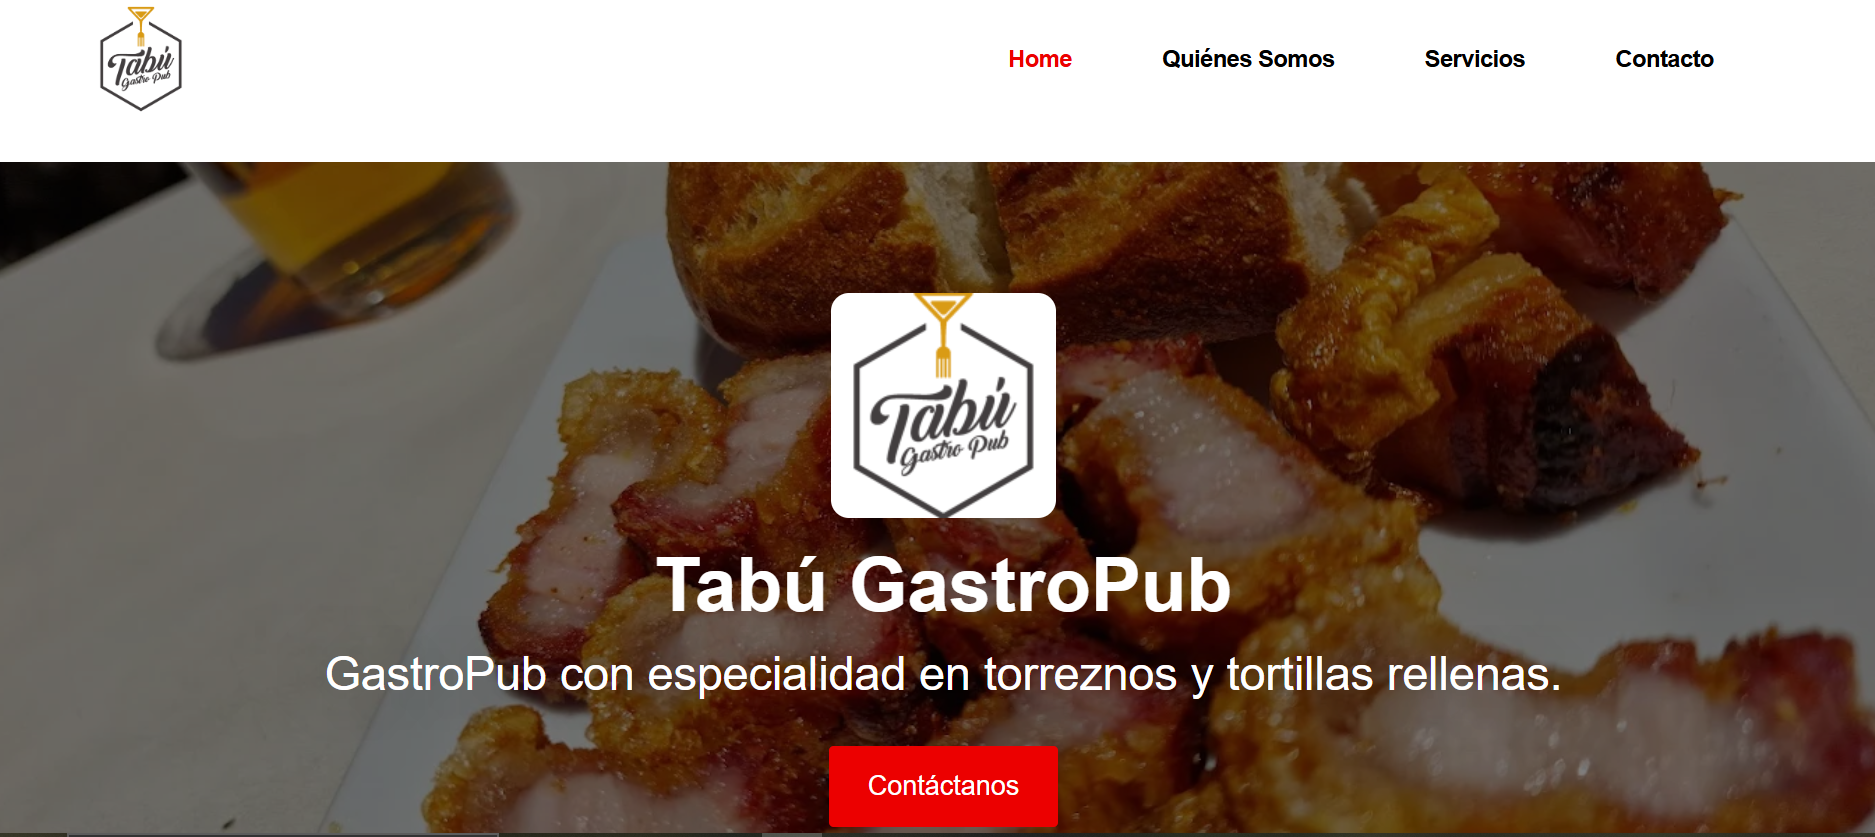 Tabú
Gastro Pub
Home
Quiénes Somos
Servicios
Contacto
Tabú
Gastro Pub
Tabú GastroPub
GastroPub con especialidad en torreznos y tortillas rellenas.
Contáctanos